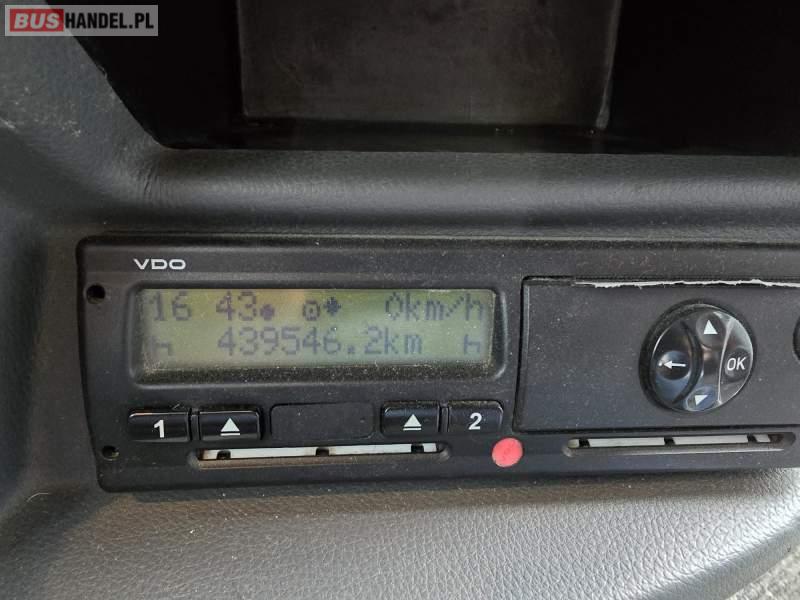 BUSHANDEL.PL
VDO
16 43 0km/h
h 439546.2km h
1 2
OK